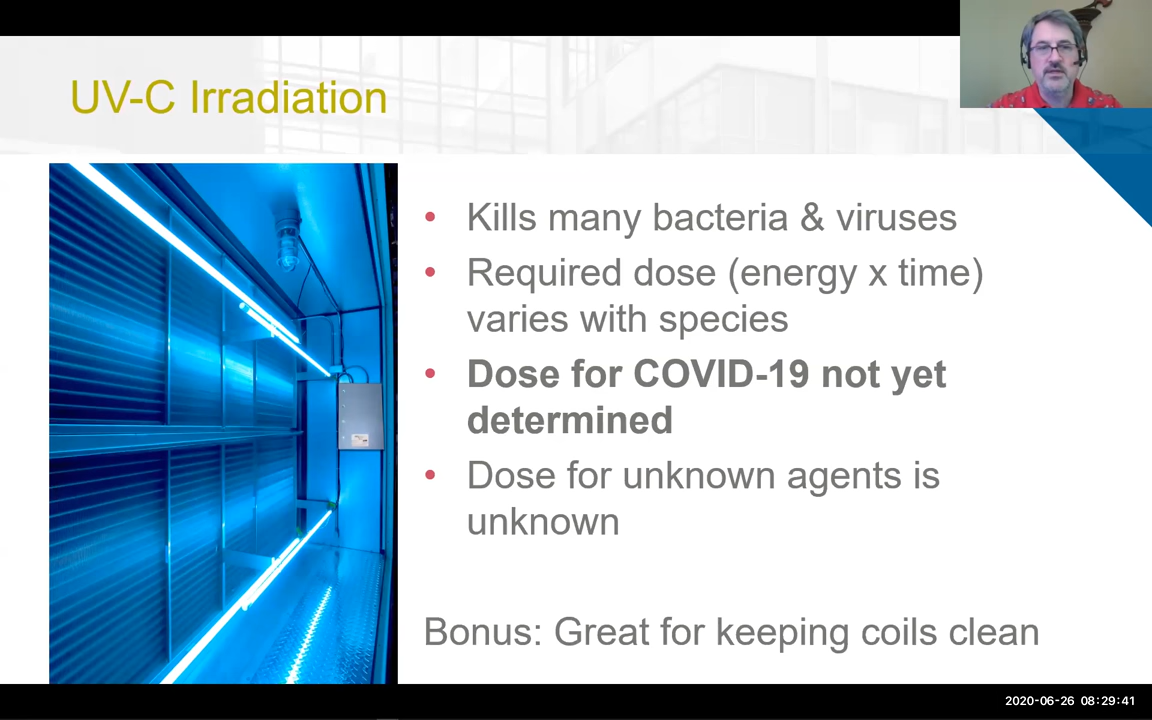 UV-C Irradiation
• Kills many bacteria & viruses
• Required dose (energy x time)
varies with species
• Dose for COVID-19 not yet
determined
• Dose for unknown agents is
unknown
Bonus: Great for keeping coils clean
2020-06-26 08:29:41